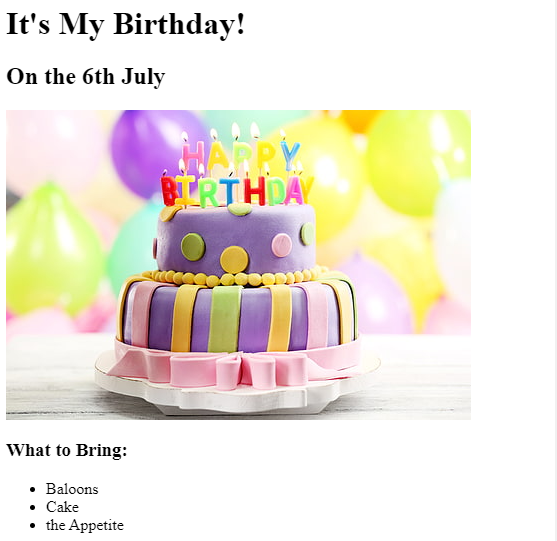 It's My Birthday!
On the 6th July
HAPPY
BIRTHDAY
What to Bring:
Baloons
Cake
the Appetite